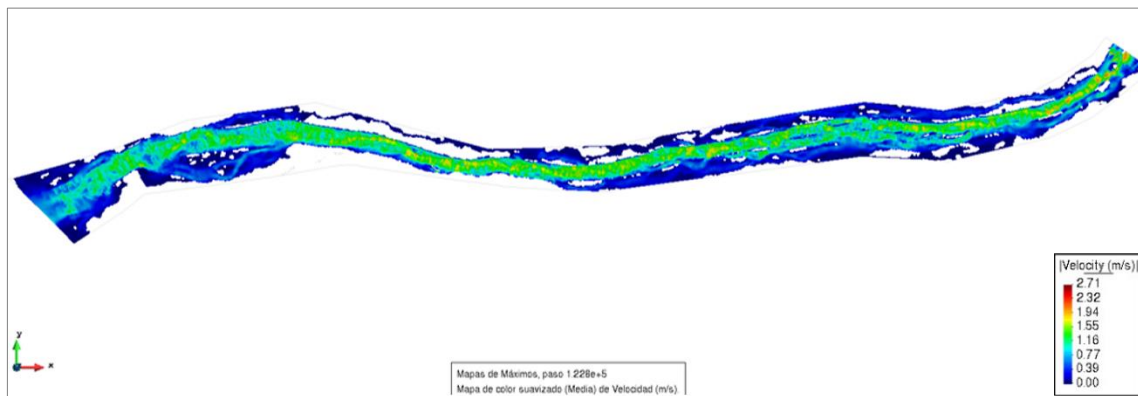 |Velocity (m/s)|
2.71
2.32
1.94
1.55
1.16
0.77
0.39
0.00
y
x
Mapas de Máximos, paso 1.228e+5
Mapa de color suavizado (Media) de Velocidad (m/s).